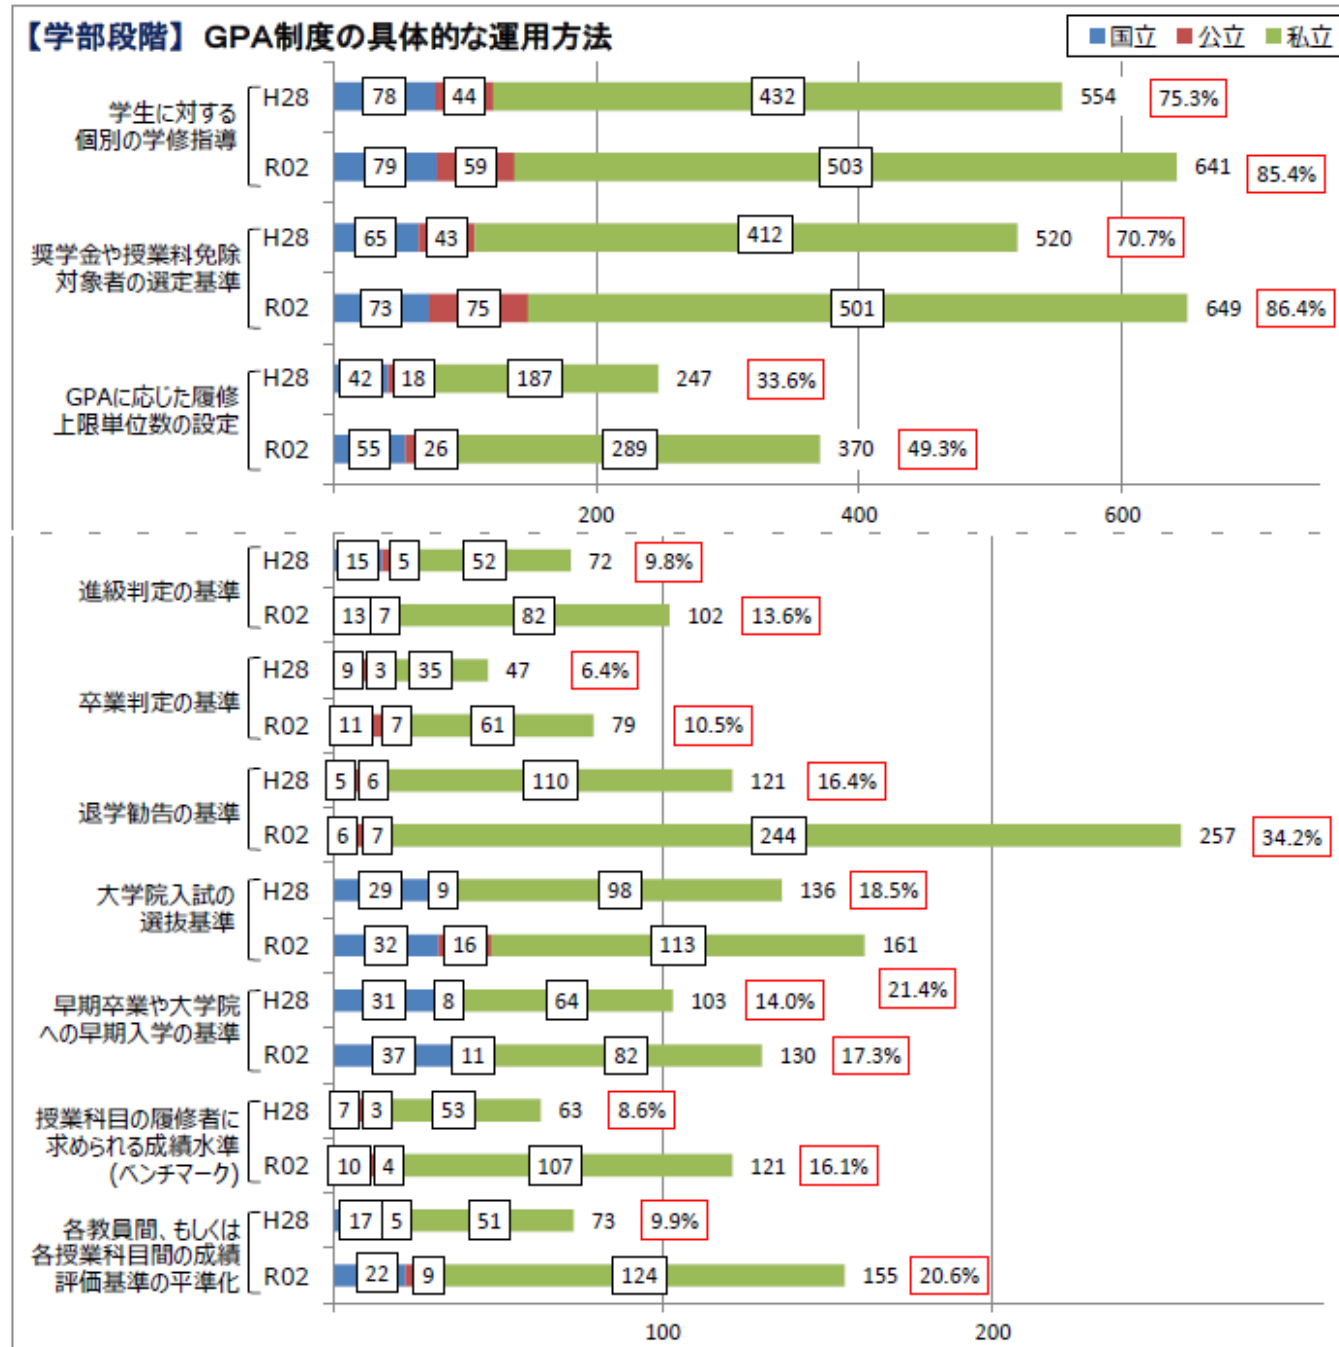 【学部段階】 GPA制度の具体的な運用方法
国立 公立 私立
学生に対する
個別の学修指導
H28 78 44 432 554 75.3%
R02 79 59 503 641 85.4%
奨学金や授業料免除
対象者の選定基準
H28 65 43 412 520 70.7%
R02 73 75 501 649 86.4%
GPAに応じた履修
上限単位数の設定
H28 42 18 187 247 33.6%
R02 55 26 289 370 49.3%
200 400 600
進級判定の基準
H28 15 5 52 72 9.8%
R02 13 7 82 102 13.6%
卒業判定の基準
H28 9 3 35 47 6.4%
R02 11 7 61 79 10.5%
退学勧告の基準
H28 5 6 110 121 16.4%
R02 6 7 244 257 34.2%
大学院入試の
選抜基準
H28 29 9 98 136 18.5%
R02 32 16 113 161 21.4%
早期卒業や大学院
への早期入学の基準
H28 31 8 64 103 14.0%
R02 37 11 82 130 17.3%
授業科目の履修者に
求められる成績水準
(ベンチマーク)
H28 7 3 53 63 8.6%
R02 10 4 107 121 16.1%
各教員間、もしくは
各授業科目間の成績
評価基準の平準化
H28 17 5 51 73 9.9%
R02 22 9 124 155 20.6%
100 200